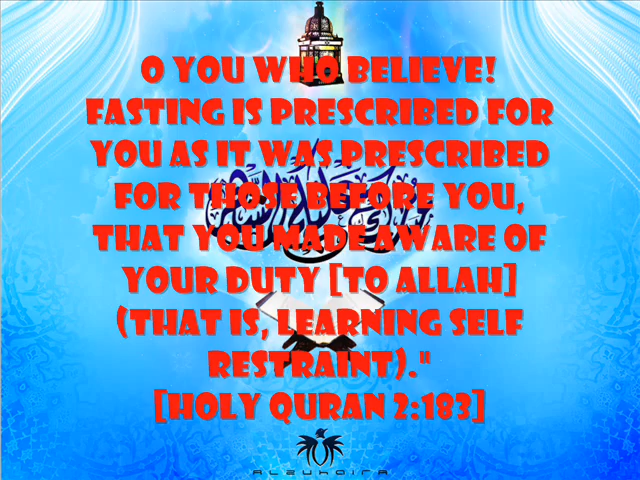 O YOU WHO BELIEVE!
FASTING IS PRESCRIBED FOR
YOU AS IT WAS PRESCRIBED
FOR THOSE BEFORE YOU,
THAT YOU MADE AWARE OF
YOUR DUTY [TO ALLAH]
(THAT IS, LEARNING SELF
RESTRAINT)."
[HOLY QURAN 2:183]
ALZUHAIRA